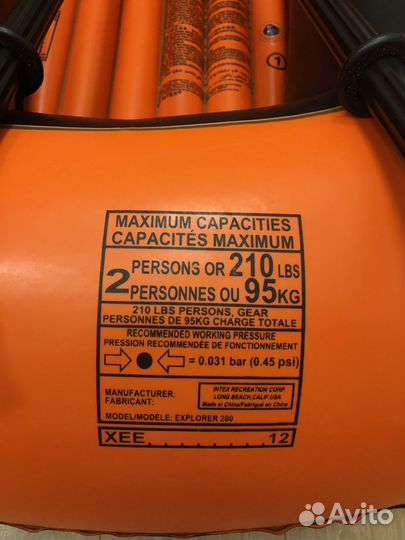 1
MAXIMUM CAPACITIES
CAPACITÉS MAXIMUM
2 PERSONS OR 210 LBS
PERSONNES OU 95KG
210 LBS PERSONS, GEAR
PERSONNES DE 95KG CHARGE TOTALE
RECOMMENDED WORKING PRESSURE
PRESSION RECOMMANDÉE DE FONCTIONNEMENT
= 0.031 bar (0.45 psi)
MANUFACTURER:
FABRICANT:
INTEX RECREATION CORP.
LONG BEACH, CALIF. USA
Made in China/Fabriqué en Chine
MODEL/MODÈLE: EXPLORER 200
XEE........12
Avito